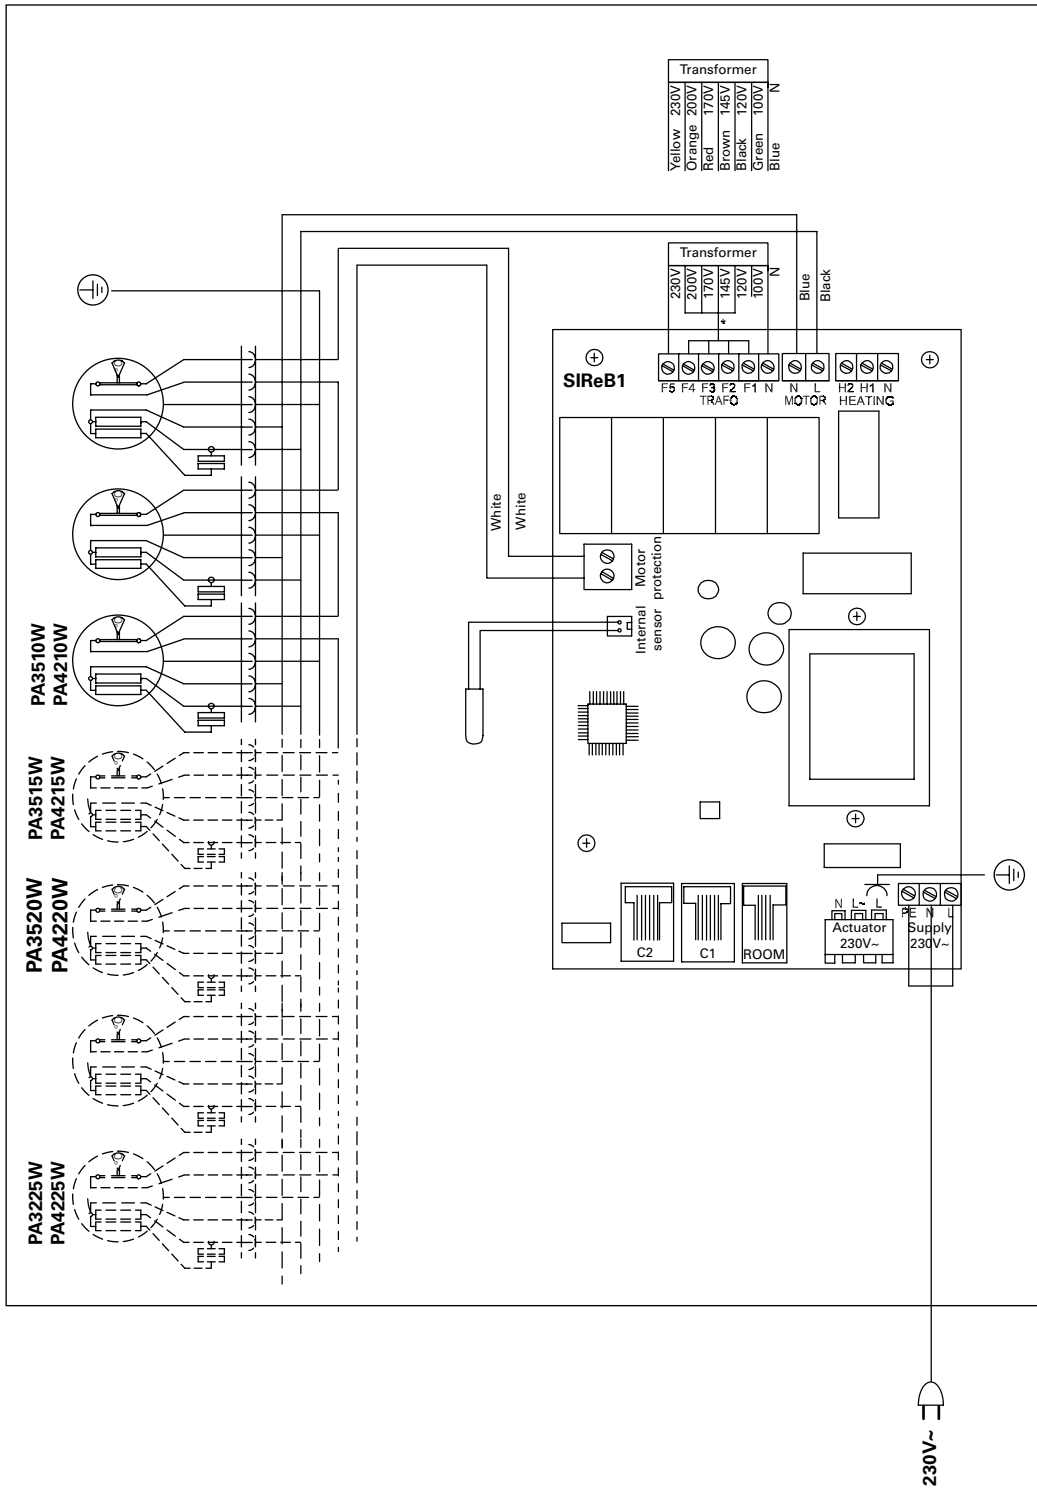 Transformer
Yellow 230V
Orange 200V
Red 170V
Brown 145V
Black 120V
Green 100V
Blue N
Transformer
230V
200V
170V
145V
120V
100V
N
*
Blue
Black
SIReB1
F5 F4 F3 F2 F1 N
TRAFO
N L
MOTOR
H2 H1 N
HEATING
White
White
Motor
protection
Internal
sensor
PA3510W
PA4210W
PA3515W
PA4215W
PA3520W
PA4220W
PA3225W
PA4225W
C2
C1
ROOM
N L~ L
Actuator
230V~
PE N L
Supply
230V~
230V~